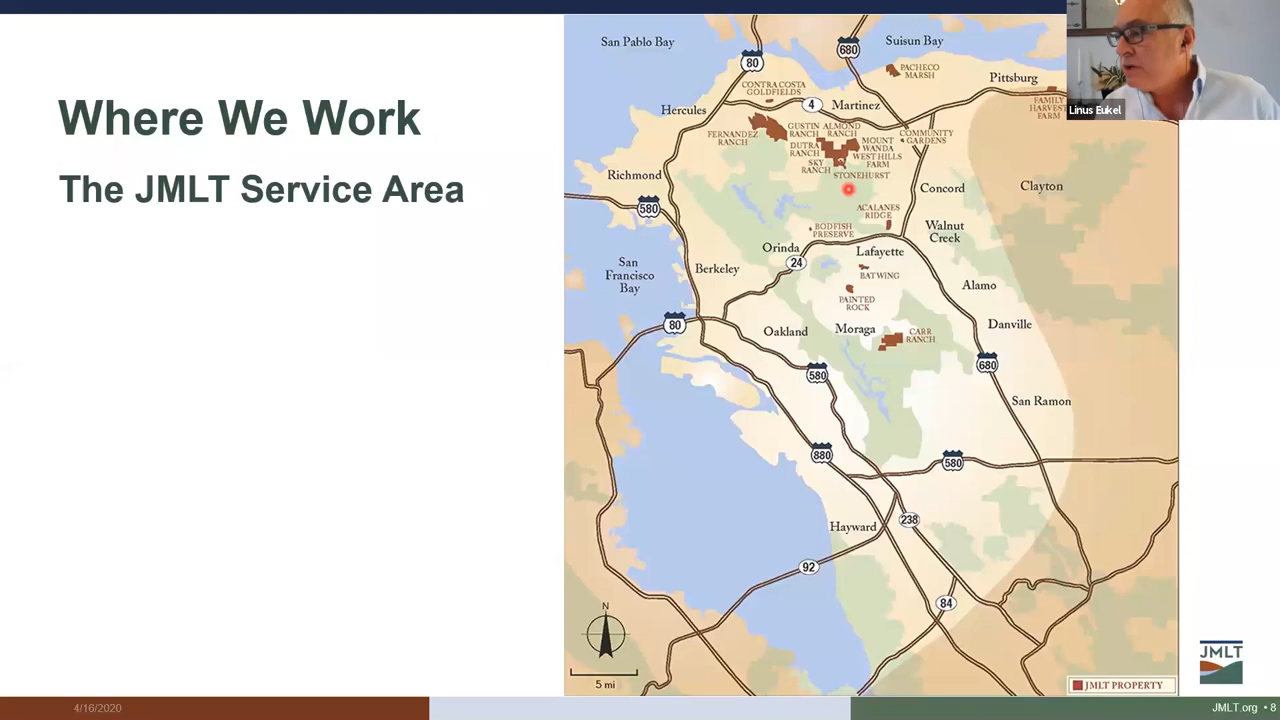 Where We Work
The JMLT Service Area
San Pablo Bay
80
680
Suisun Bay
PACHECO
MARSH
Pittsburg
Linus Eukel
CONTRA COSTA
GOLDFIELDS
4
Martinez
Hercules
FAMILY
HARVEST
FARM
FERNANDEZ
RANCH
GUSTIN
RANCH
ALMOND
RANCH
COMMUNITY
GARDENS
DUTRA
RANCH
MOUNT
WANDA
WEST HILLS
FARM
SKY
RANCH
STONEHURST
Richmond
580
Concord
Clayton
ACALANES
RIDGE
BODFISH
PRESERVE
Walnut
Creek
Orinda
24
Lafayette
San
Francisco
Bay
Berkeley
BATWING
Alamo
PAINTED
ROCK
80
Oakland
Moraga
CARR
RANCH
Danville
680
580
San Ramon
880
580
Hayward
238
92
84
N
5 mi
JMLT PROPERTY
JMLT
4/16/2020
JMLT.org • 8